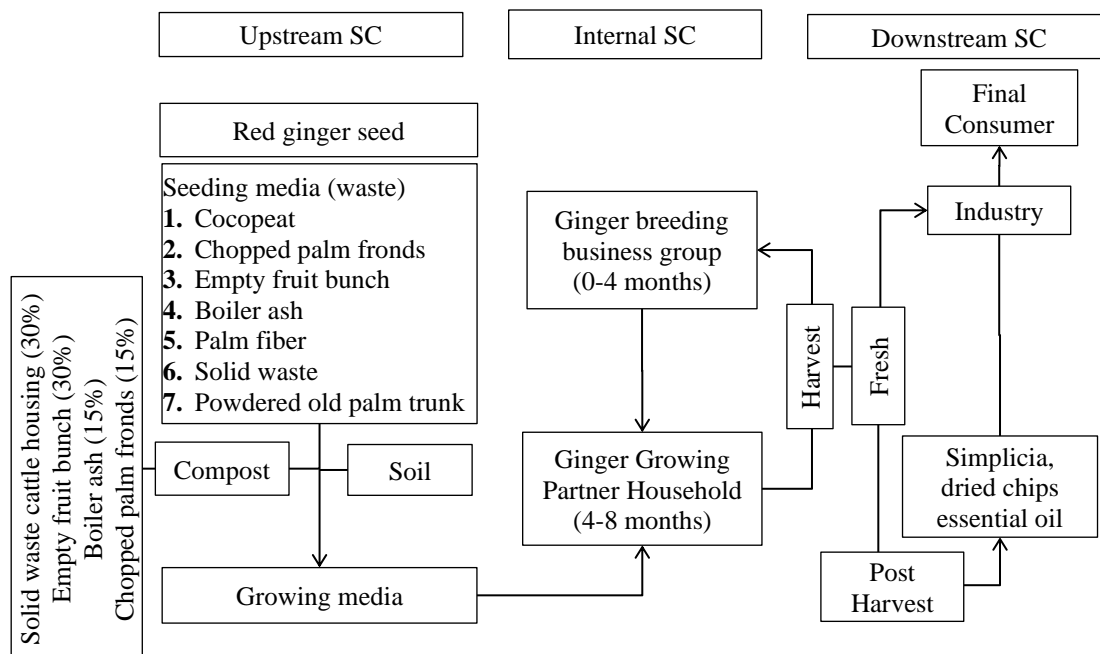 Upstream SC
Internal SC
Downstream SC
Red ginger seed
Seeding media (waste)
1. Cocopeat
2. Chopped palm fronds
3. Empty fruit bunch
4. Boiler ash
5. Palm fiber
6. Solid waste
7. Powdered old palm trunk
Solid waste cattle housing (30%)
Empty fruit bunch (30%)
Boiler ash (15%)
Chopped palm fronds (15%)
Compost
Soil
Growing media
Ginger breeding
business group
(0-4 months)
Ginger Growing
Partner Household
(4-8 months)
Harvest
Fresh
Final
Consumer
Industry
Simplicia,
dried chips
essential oil
Post
Harvest